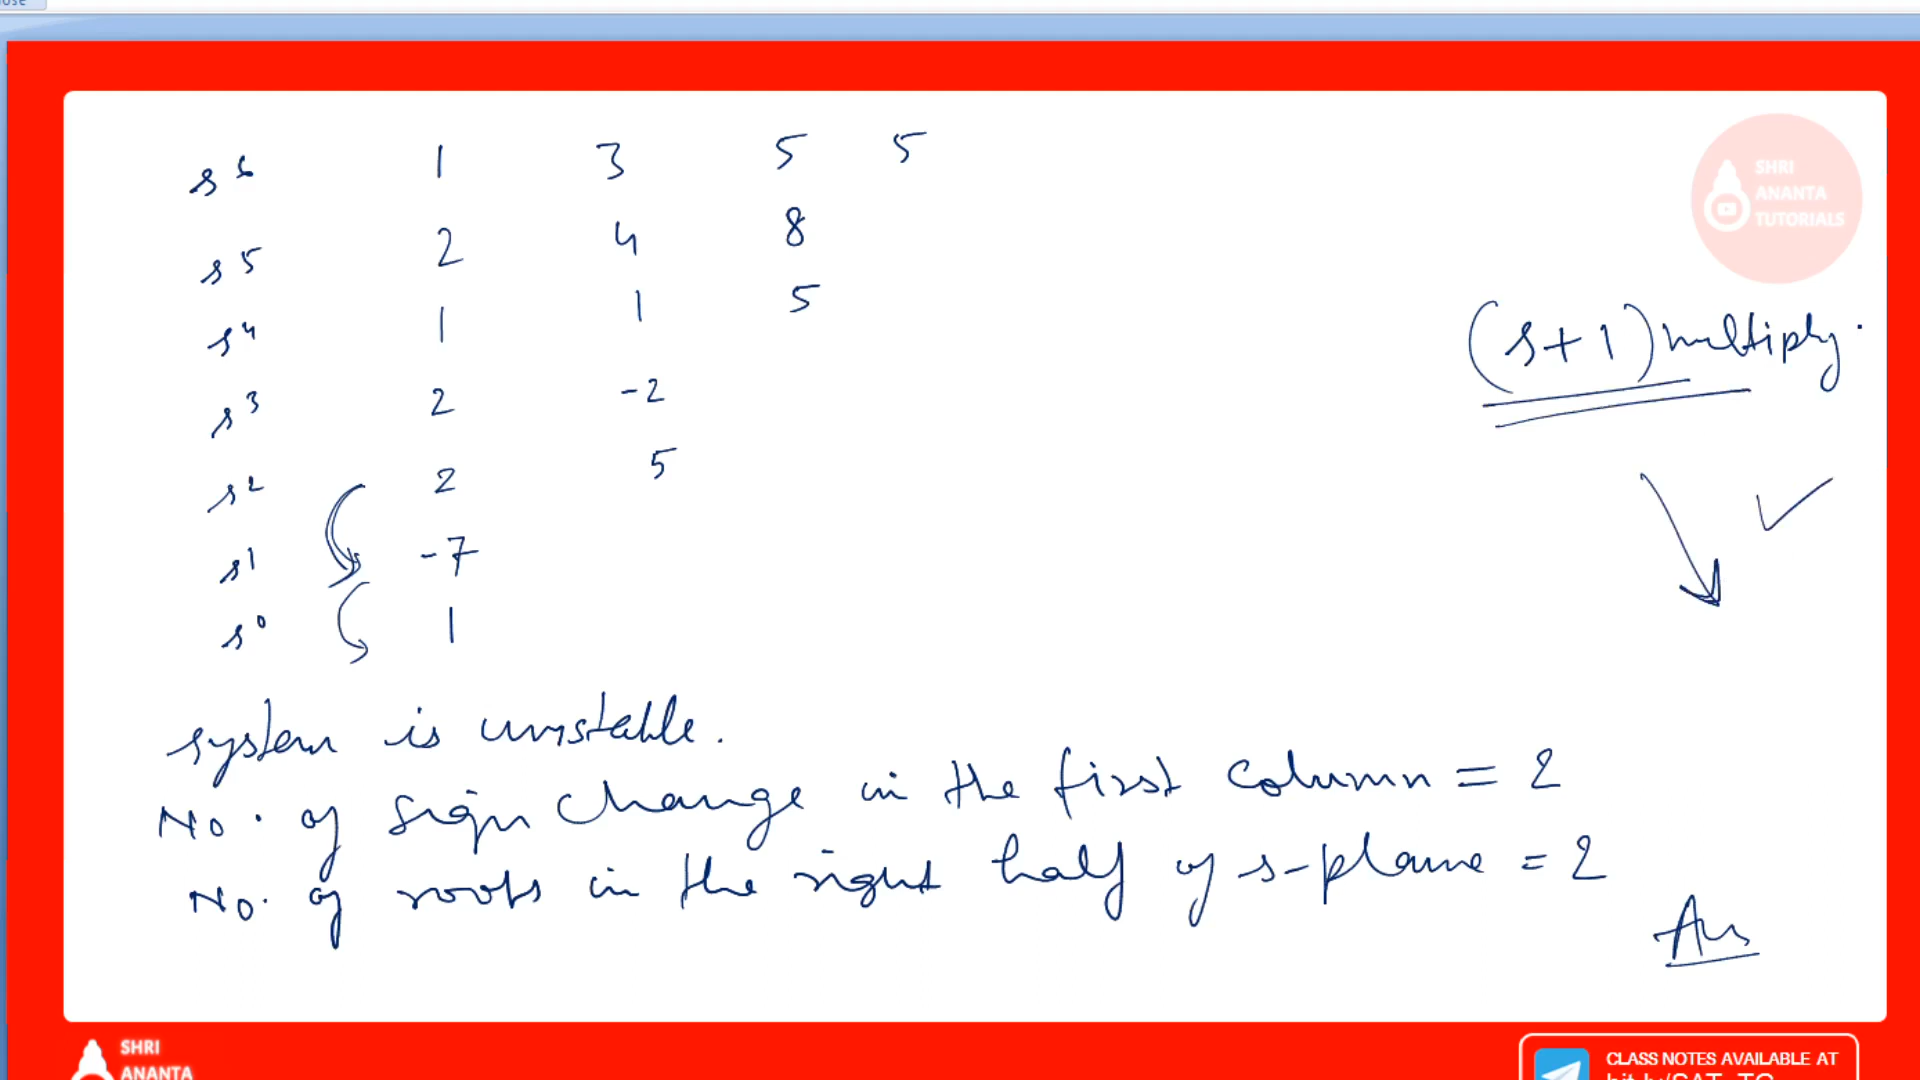 SHRI
ANANTA
TUTORIALS
s⁶ 1 3 5 5
s⁵ 2 4 8
s⁴ 1 1 5
s³ 2 -2
s² 2 5
s¹ -7
s⁰ 1
(s+1) multiply.
system is unstable.
No. of sign change in the first column = 2
No. of roots in the right half of s-plane = 2
Ans
SHRI
ANANTA
CLASS NOTES AVAILABLE AT